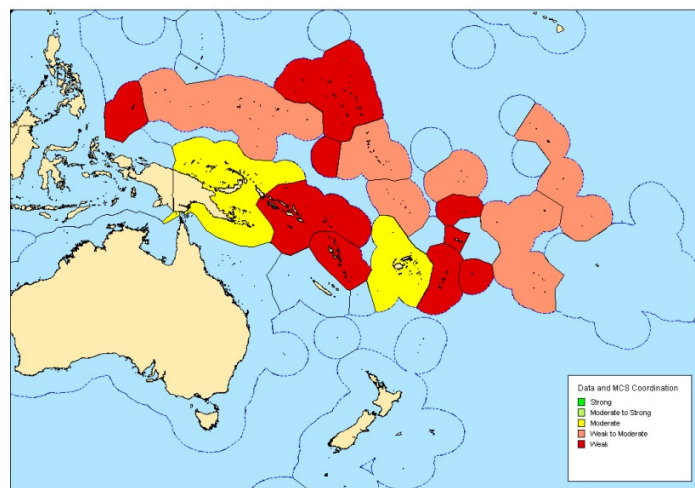 Data and MCS Coordination
Strong
Moderate to Strong
Moderate
Weak to Moderate
Weak